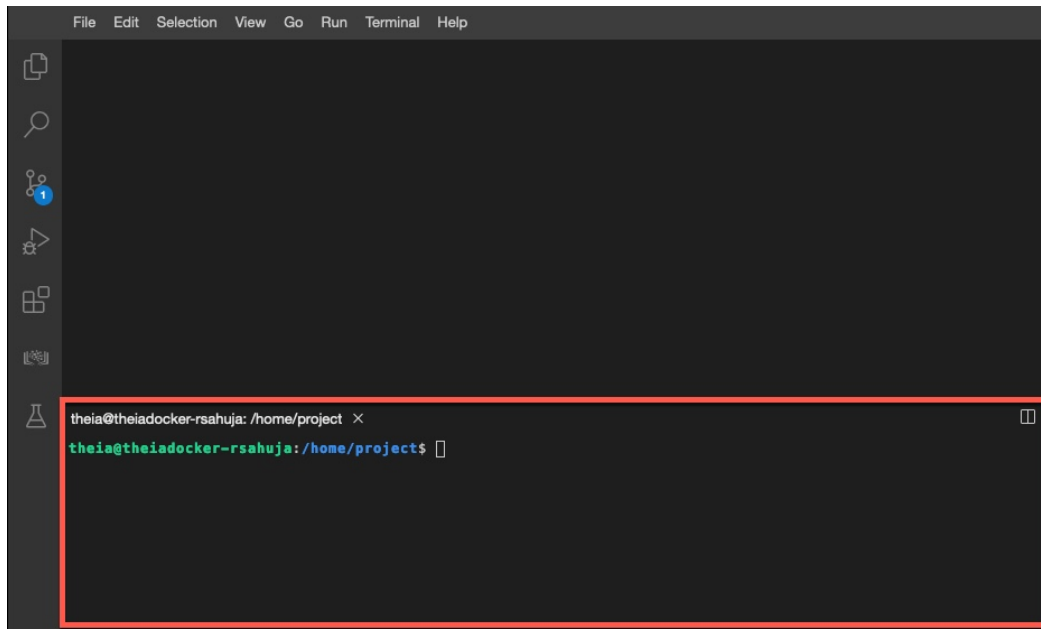 File Edit Selection View Go Run Terminal Help
1
theia@theiadocker-rsahuja: /home/project ×
theia@theiadocker-rsahuja:/home/project$